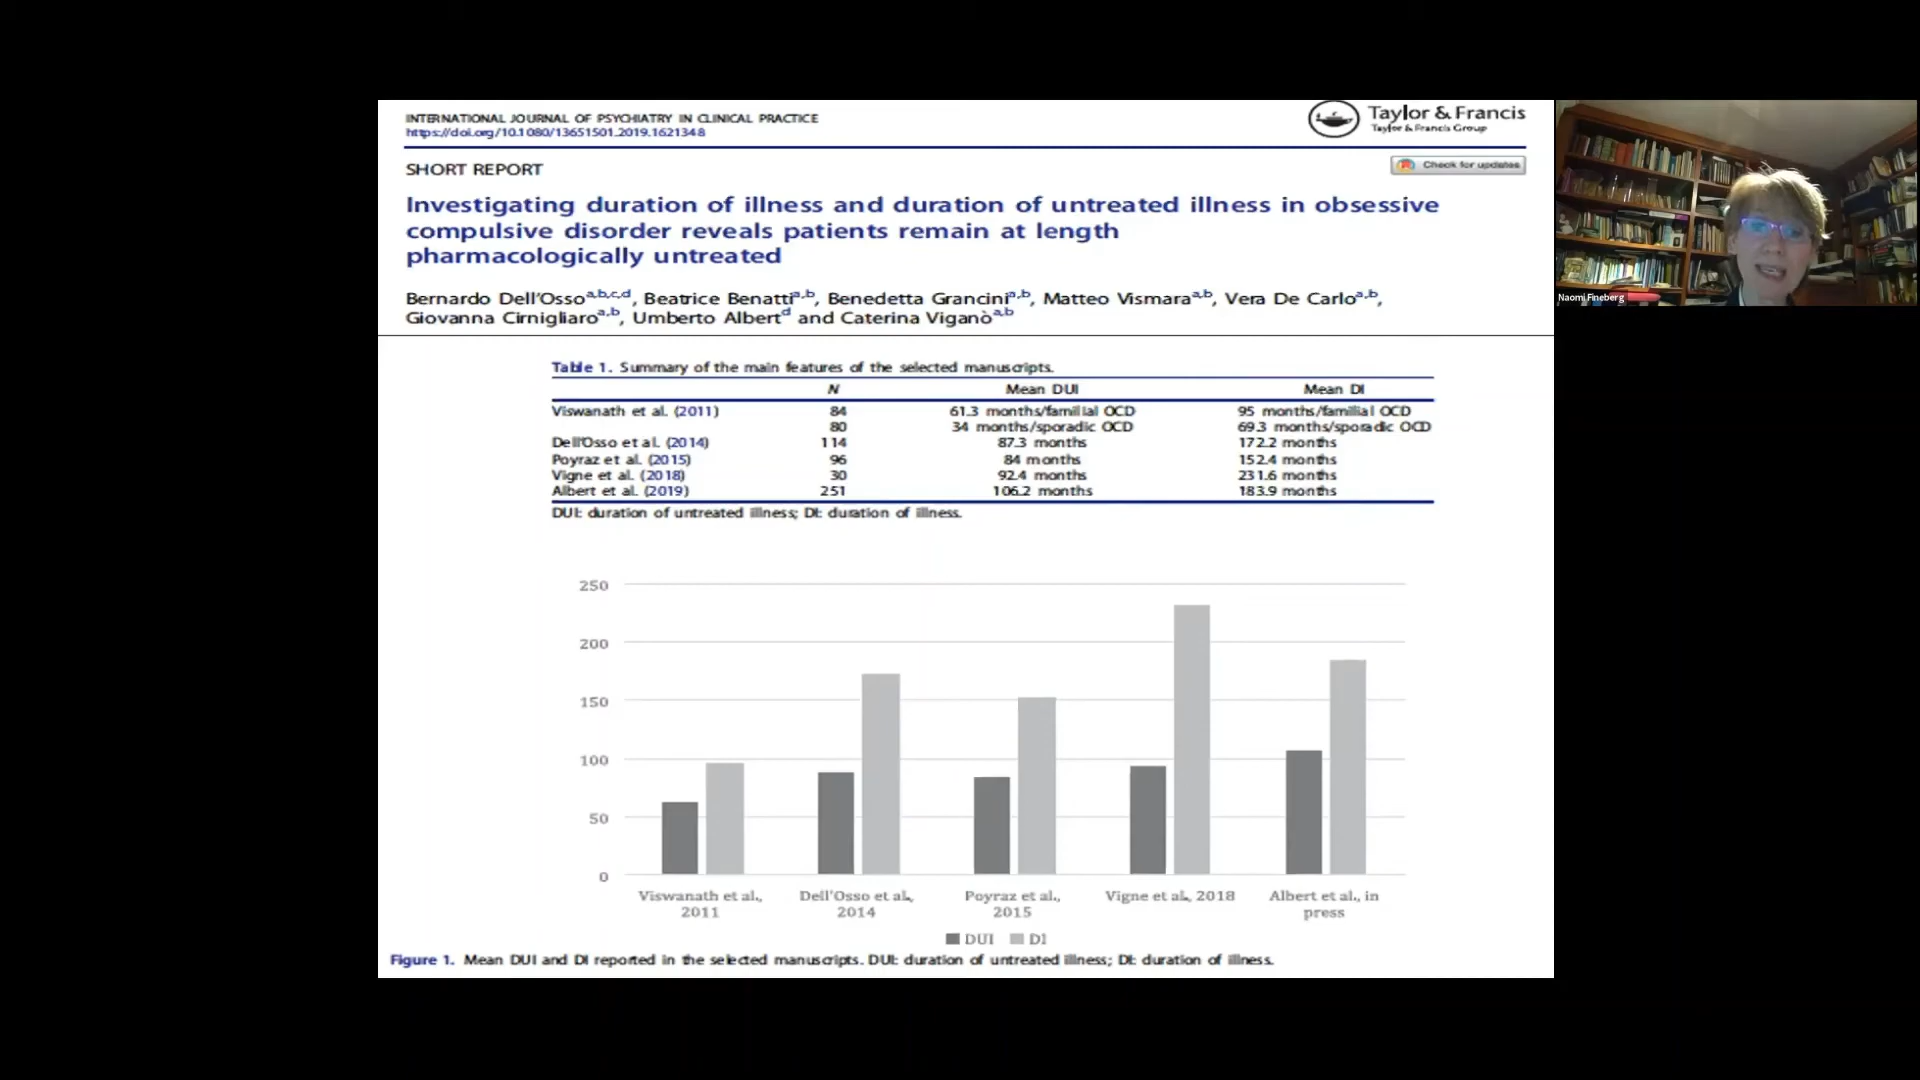 INTERNATIONAL JOURNAL OF PSYCHIATRY IN CLINICAL PRACTICE
https://doi.org/10.1080/13651501.2019.1621348
Taylor & Francis
Taylor & Francis Group
SHORT REPORT
Check for updates
Investigating duration of illness and duration of untreated illness in obsessive
compulsive disorder reveals patients remain at length
pharmacologically untreated
Bernardo Dell'Osso a,b,c,d, Beatrice Benatti a,b, Benedetta Grancini a,b, Matteo Vismara a,b, Vera De Carlo a,b,
Giovanna Cirnigliaro a,b, Umberto Albert d and Caterina Viganò a,b
Naomi Fineberg
Table 1. Summary of the main features of the selected manuscripts.
N Mean DUI Mean DI
Viswanath et al. (2011) 84 61.3 months/familial OCD 95 months/familial OCD
80 34 months/sporadic OCD 69.3 months/sporadic OCD
Dell'Osso et al. (2014) 114 87.3 months 172.2 months
Poyraz et al. (2015) 96 84 months 152.4 months
Vigne et al. (2018) 30 92.4 months 231.6 months
Albert et al. (2019) 251 106.2 months 183.9 months
DUI: duration of untreated illness; DI: duration of illness.
250
200
150
100
50
0
Viswanath et al., 2011
Dell'Osso et al., 2014
Poyraz et al., 2015
Vigne et al., 2018
Albert et al., in press
DUI DI
Figure 1. Mean DUI and DI reported in the selected manuscripts. DUI: duration of untreated illness; DI: duration of illness.